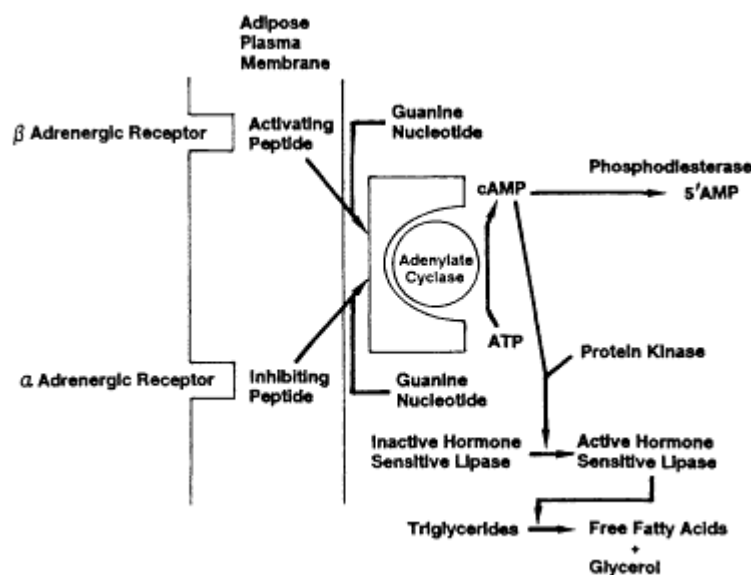 Adipose
Plasma
Membrane
β Adrenergic Receptor
Activating
Peptide
Guanine
Nucleotide
Phosphodiesterase
cAMP
5'AMP
Adenylate
Cyclase
ATP
Protein Kinase
α Adrenergic Receptor
Inhibiting
Peptide
Guanine
Nucleotide
Inactive Hormone
Sensitive Lipase
Active Hormone
Sensitive Lipase
Triglycerides
Free Fatty Acids
+
Glycerol